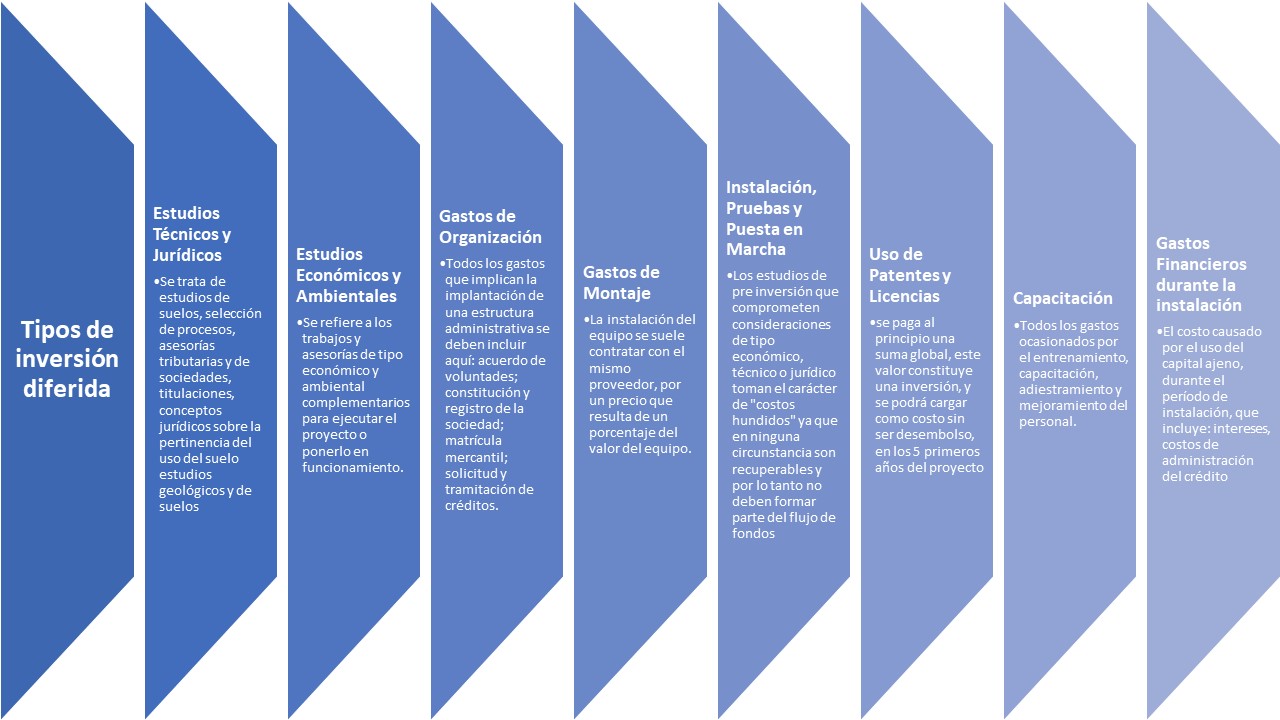 Tipos de
inversión
diferida
Estudios
Técnicos y
Jurídicos
•Se trata de
estudios de
suelos, selección
de procesos,
asesorías
tributarias y de
sociedades,
titulaciones,
conceptos
jurídicos sobre la
pertinencia del
uso del suelo
estudios
geológicos y de
suelos
Estudios
Económicos y
Ambientales
•Se refiere a los
trabajos y
asesorías de tipo
económico y
ambiental
complementarios
para ejecutar el
proyecto o
ponerlo en
funcionamiento.
Gastos de
Organización
•Todos los gastos
que implican la
implantación de
una estructura
administrativa se
deben incluir
aquí: acuerdo de
voluntades;
constitución y
registro de la
sociedad;
matrícula
mercantil;
solicitud y
tramitación de
créditos.
Gastos de
Montaje
•La instalación del
equipo se suele
contratar con el
mismo
proveedor, por
un precio que
resulta de un
porcentaje del
valor del equipo.
Instalación,
Pruebas y
Puesta en
Marcha
•Los estudios de
pre inversión que
comprometen
consideraciones
de tipo
económico,
técnico o jurídico
toman el carácter
de "costos
hundidos" ya que
en ninguna
circunstancia son
recuperables y
por lo tanto no
deben formar
parte del flujo de
fondos
Uso de
Patentes y
Licencias
•se paga al
principio una
suma global, este
valor constituye
una inversión, y
se podrá cargar
como costo sin
ser desembolso,
en los 5 primeros
años del proyecto
Capacitación
•Todos los gastos
ocasionados por
el entrenamiento,
capacitación,
adiestramiento y
mejoramiento del
personal.
Gastos
Financieros
durante la
instalación
•El costo causado
por el uso del
capital ajeno,
durante el
período de
instalación, que
incluye: intereses,
costos de
administración
del crédito